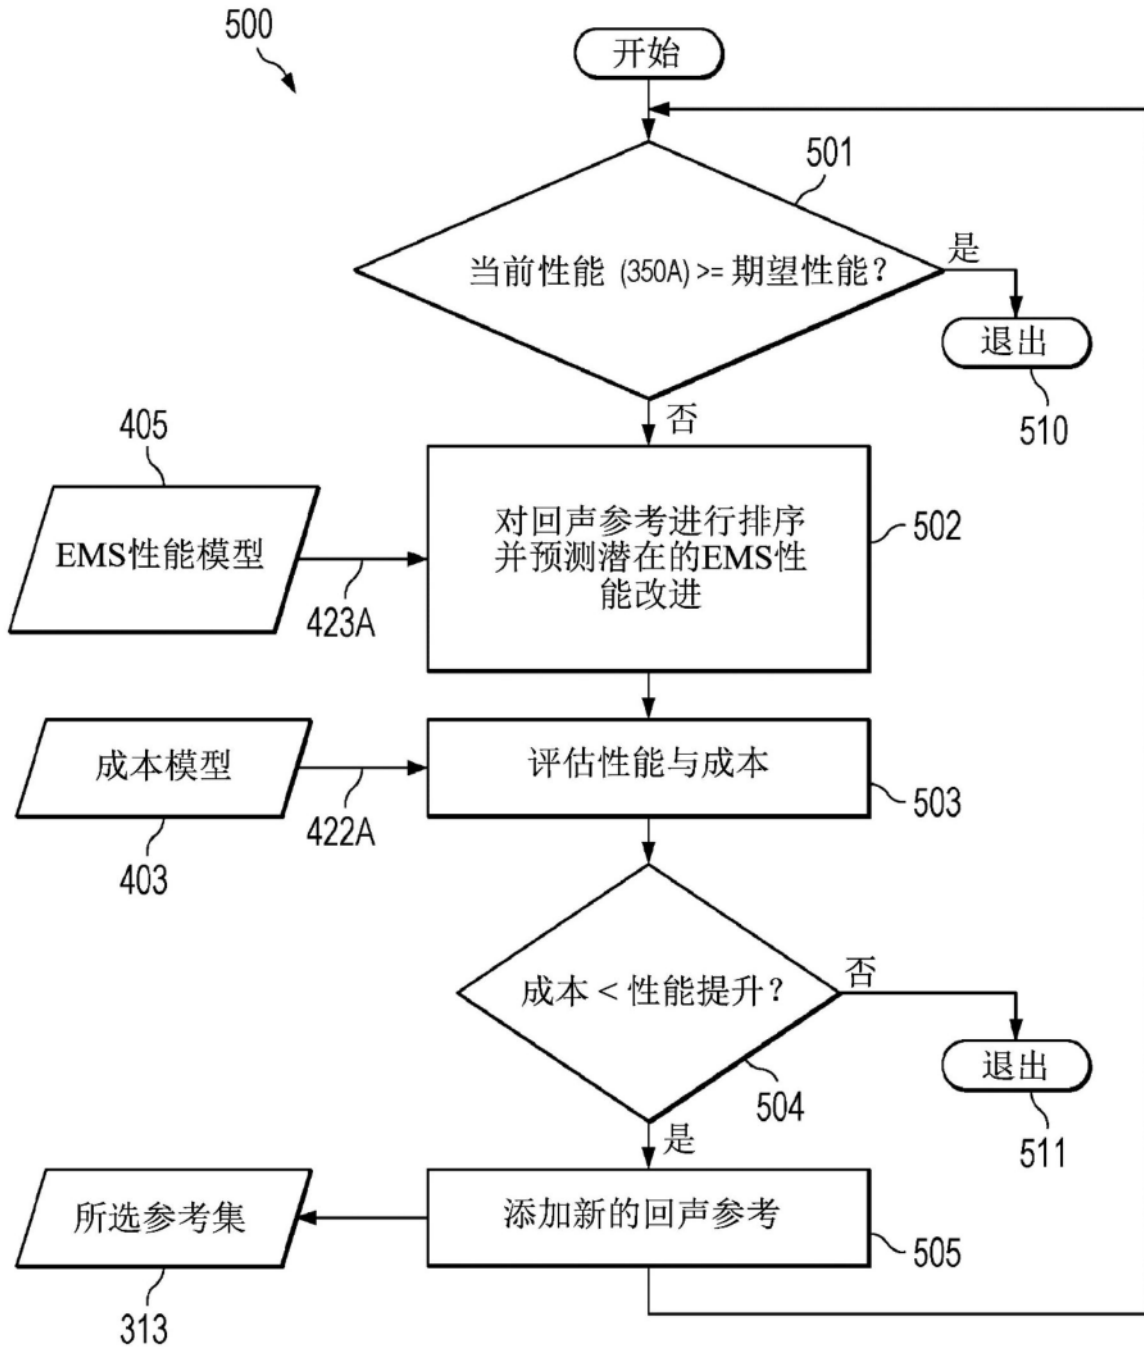 500
开始
501
当前性能 (350A) >= 期望性能？
是
退出
510
否
405
EMS性能模型
423A
对回声参考进行排序
并预测潜在的EMS性
能改进
502
成本模型
422A
403
评估性能与成本
503
成本 < 性能提升？
否
504
退出
511
是
所选参考集
313
添加新的回声参考
505